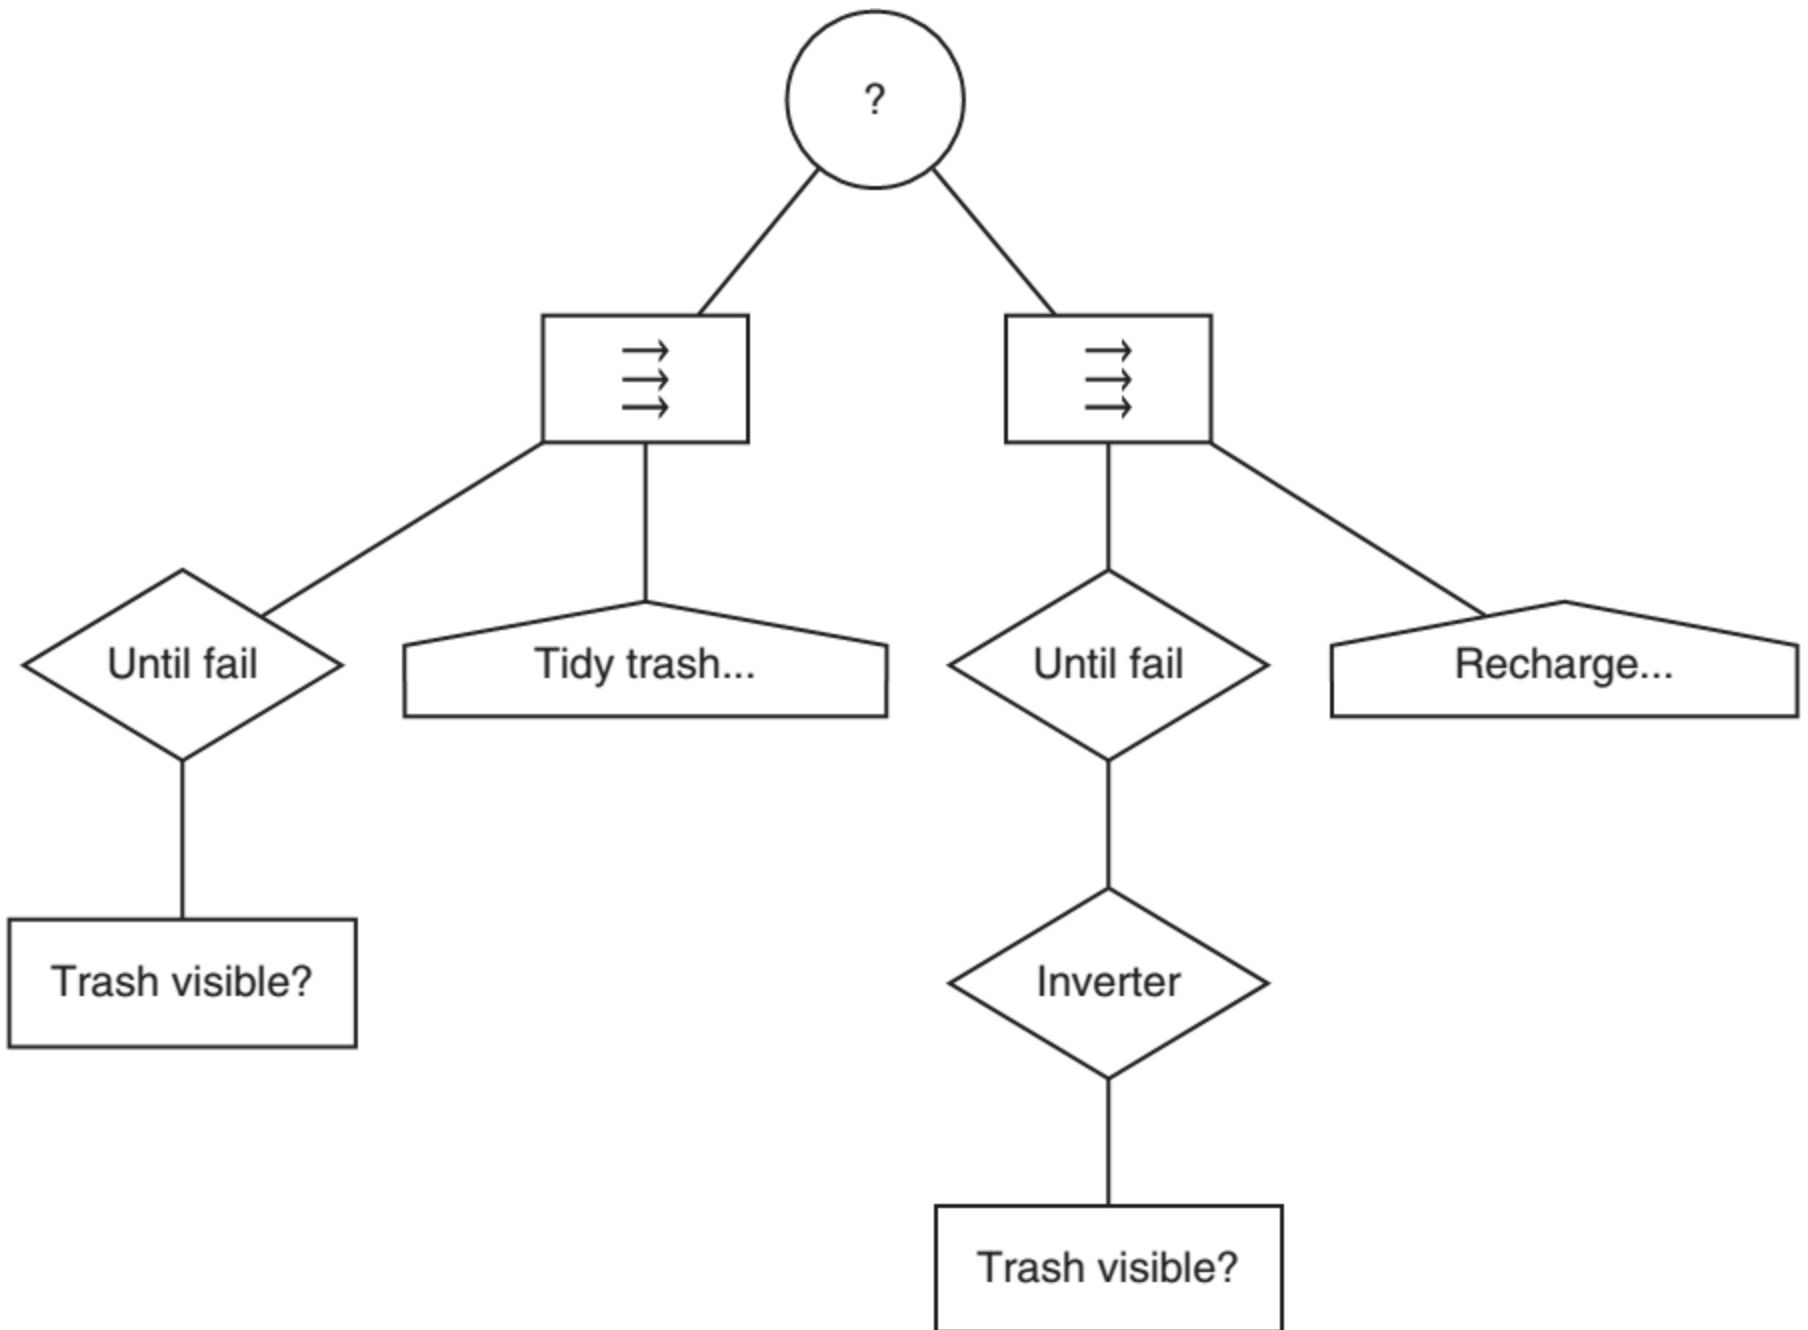 ?
→
→
→
→
→
→
Until fail
Tidy trash...
Until fail
Recharge...
Trash visible?
Inverter
Trash visible?